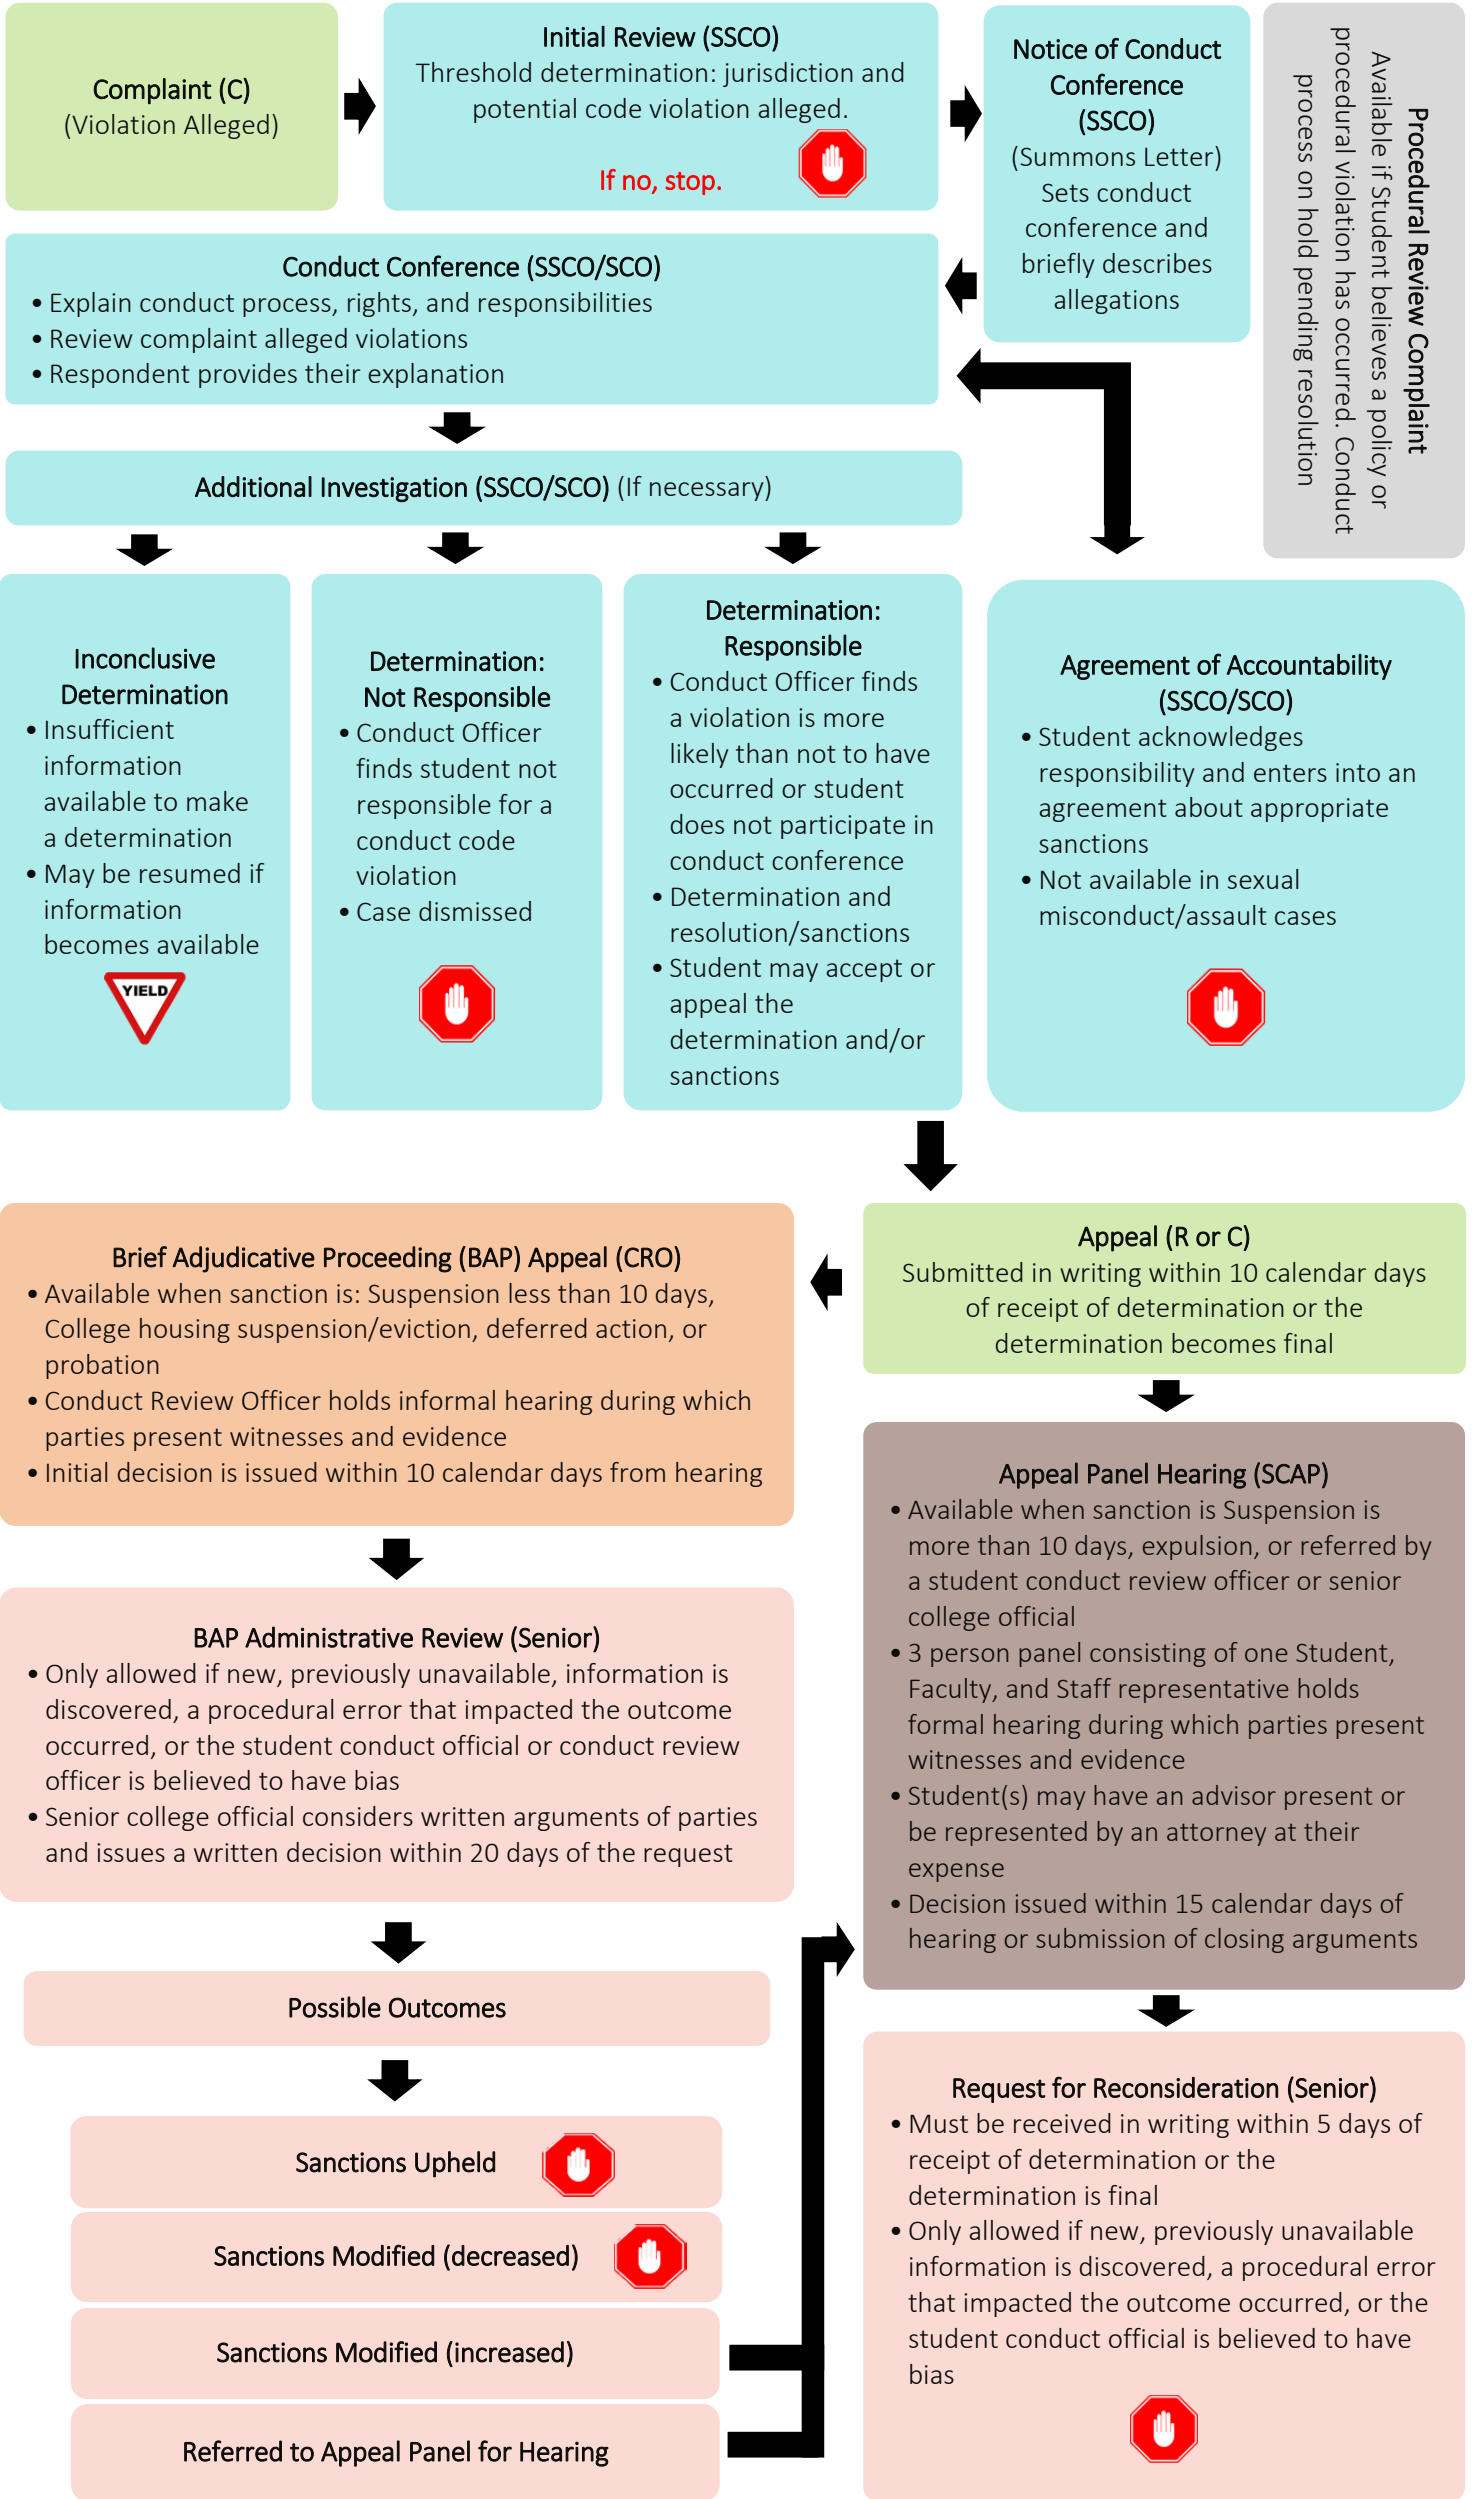 Complaint (C)
(Violation Alleged)
Initial Review (SSCO)
Threshold determination: jurisdiction and
potential code violation alleged.
If no, stop.
Notice of Conduct
Conference
(SSCO)
(Summons Letter)
Sets conduct
conference and
briefly describes
allegations
Procedural Review Complaint
Available if Student believes a policy or
procedural violation has occurred. Conduct
process on hold pending resolution
Conduct Conference (SSCO/SCO)
• Explain conduct process, rights, and responsibilities
• Review complaint alleged violations
• Respondent provides their explanation
Additional Investigation (SSCO/SCO) (If necessary)
Inconclusive
Determination
• Insufficient
information
available to make
a determination
• May be resumed if
information
becomes available
YIELD
Determination:
Not Responsible
• Conduct Officer
finds student not
responsible for a
conduct code
violation
• Case dismissed
Determination:
Responsible
• Conduct Officer finds
a violation is more
likely than not to have
occurred or student
does not participate in
conduct conference
• Determination and
resolution/sanctions
• Student may accept or
appeal the
determination and/or
sanctions
Agreement of Accountability
(SSCO/SCO)
• Student acknowledges
responsibility and enters into an
agreement about appropriate
sanctions
• Not available in sexual
misconduct/assault cases
Appeal (R or C)
Submitted in writing within 10 calendar days
of receipt of determination or the
determination becomes final
Brief Adjudicative Proceeding (BAP) Appeal (CRO)
• Available when sanction is: Suspension less than 10 days,
College housing suspension/eviction, deferred action, or
probation
• Conduct Review Officer holds informal hearing during which
parties present witnesses and evidence
• Initial decision is issued within 10 calendar days from hearing
Appeal Panel Hearing (SCAP)
• Available when sanction is Suspension is
more than 10 days, expulsion, or referred by
a student conduct review officer or senior
college official
• 3 person panel consisting of one Student,
Faculty, and Staff representative holds
formal hearing during which parties present
witnesses and evidence
• Student(s) may have an advisor present or
be represented by an attorney at their
expense
• Decision issued within 15 calendar days of
hearing or submission of closing arguments
BAP Administrative Review (Senior)
• Only allowed if new, previously unavailable, information is
discovered, a procedural error that impacted the outcome
occurred, or the student conduct official or conduct review
officer is believed to have bias
• Senior college official considers written arguments of parties
and issues a written decision within 20 days of the request
Possible Outcomes
Sanctions Upheld
Sanctions Modified (decreased)
Sanctions Modified (increased)
Referred to Appeal Panel for Hearing
Request for Reconsideration (Senior)
• Must be received in writing within 5 days of
receipt of determination or the
determination is final
• Only allowed if new, previously unavailable
information is discovered, a procedural error
that impacted the outcome occurred, or the
student conduct official is believed to have
bias